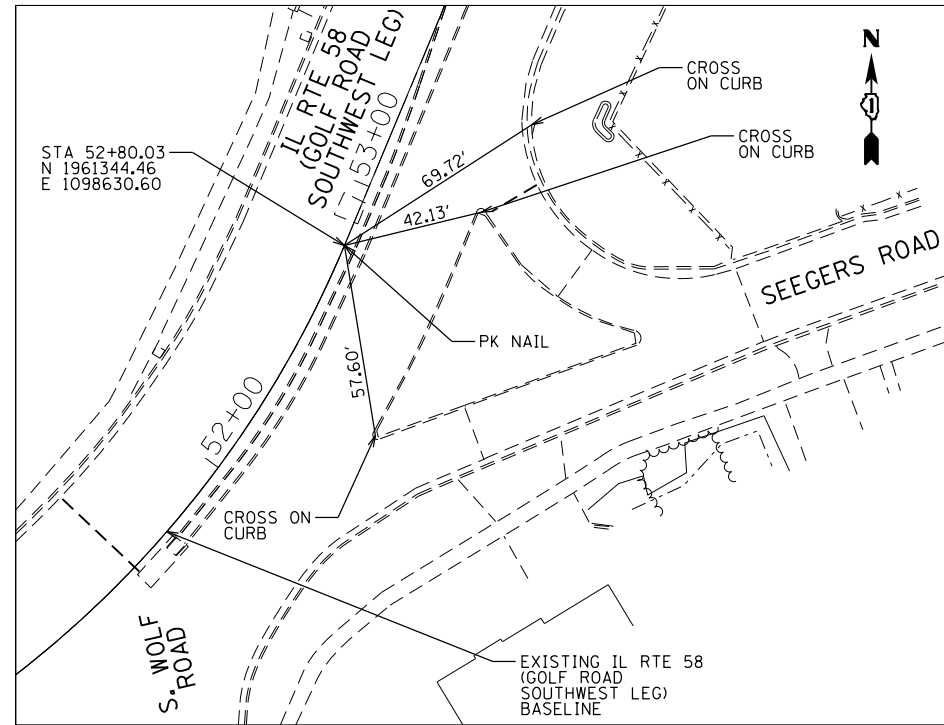 IL RTE 58
(GOLF ROAD
SOUTHWEST LEG)
53+00
N
1
CROSS
ON CURB
CROSS
ON CURB
STA 52+80.03
N 1961344.46
E 1098630.60
69.72'
42.13'
SEEGERS ROAD
PK NAIL
57.60'
52+00
CROSS ON
CURB
S. WOLF
ROAD
EXISTING IL RTE 58
(GOLF ROAD
SOUTHWEST LEG)
BASELINE